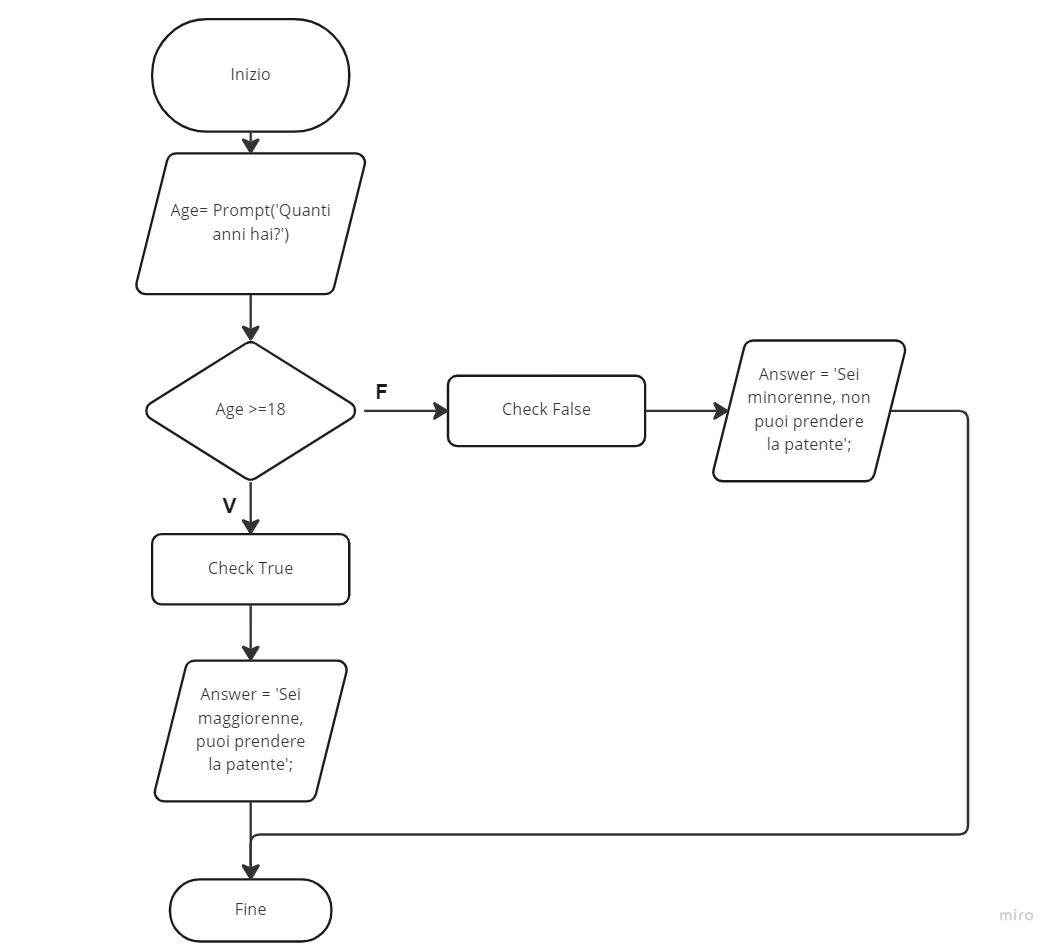 Inizio
Age= Prompt('Quanti
anni hai?')
Age >=18
F
Check False
Answer = 'Sei
minorenne, non
puoi prendere
la patente';
V
Check True
Answer = 'Sei
maggiorenne,
puoi prendere
la patente';
Fine
miro